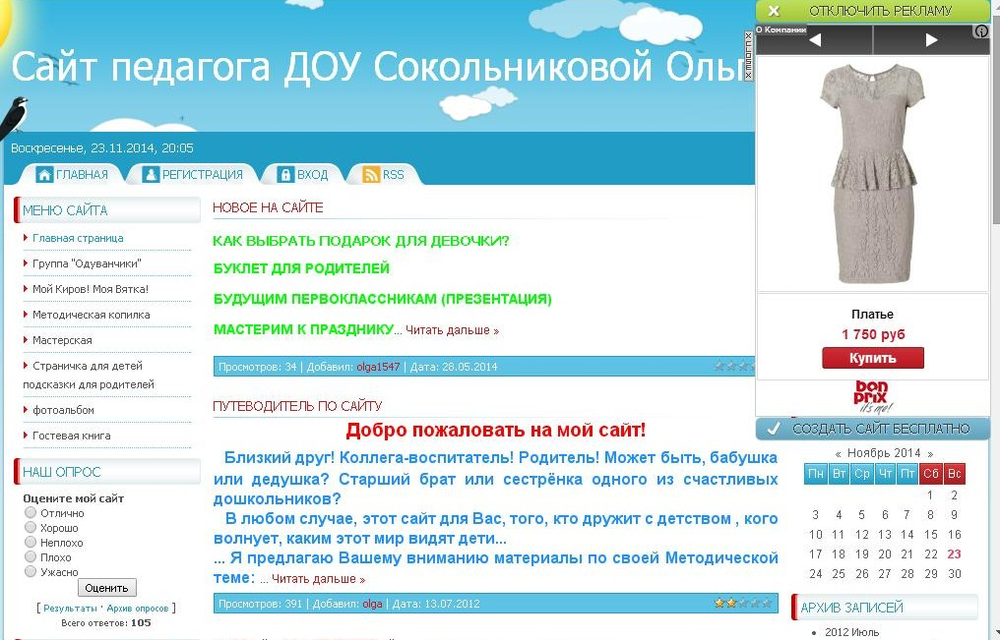 Сайт педагога ДОУ Сокольниковой
Воскресенье, 23.11.2014, 20:05
ГЛАВНАЯ
РЕГИСТРАЦИЯ
ВХОД
RSS
МЕНЮ САЙТА
Главная страница
Группа "Одуванчики"
Мой Киров! Моя Вятка!
Методическая копилка
Мастерская
Страничка для детей
подсказки для родителей
фотоальбом
Гостевая книга
НАШ ОПРОС
Оцените мой сайт
Отлично
Хорошо
Неплохо
Плохо
Ужасно
Оценить
[ Результаты · Архив опросов ]
Всего ответов: 105
НОВОЕ НА САЙТЕ
КАК ВЫБРАТЬ ПОДАРОК ДЛЯ ДЕВОЧКИ?
БУКЛЕТ ДЛЯ РОДИТЕЛЕЙ
БУДУЩИМ ПЕРВОКЛАССНИКАМ (ПРЕЗЕНТАЦИЯ)
МАСТЕРИМ К ПРАЗДНИКУ... Читать дальше »
Просмотров: 34 | Добавил: olga1547 | Дата: 28.05.2014
ПУТЕВОДИТЕЛЬ ПО САЙТУ
Добро пожаловать на мой сайт!
Близкий друг! Коллега-воспитатель! Родитель! Может быть, бабушка
или дедушка? Старший брат или сестрёнка одного из счастливых
дошкольников?
В любом случае, этот сайт для Вас, того, кто дружит с детством , кого
волнует, каким этот мир видят дети...
... Я предлагаю Вашему вниманию материалы по своей Методической
теме: ... Читать дальше »
Просмотров: 391 | Добавил: olga | Дата: 13.07.2012
ОТКЛЮЧИТЬ РЕКЛАМУ
О Компании
Платье
1 750 руб
Купить
bon
prix
it's me!
СОЗДАТЬ САЙТ БЕСПЛАТНО
« Ноябрь 2014 »
Пн Вт Ср Чт Пт Сб Вс
1 2
3 4 5 6 7 8 9
10 11 12 13 14 15 16
17 18 19 20 21 22 23
24 25 26 27 28 29 30
АРХИВ ЗАПИСЕЙ
2012 Июль